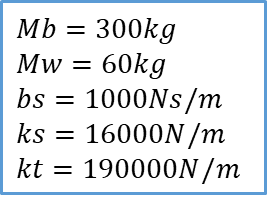 Mb = 300kg
Mw = 60kg
bs = 1000Ns/m
ks = 16000N/m
kt = 190000N/m